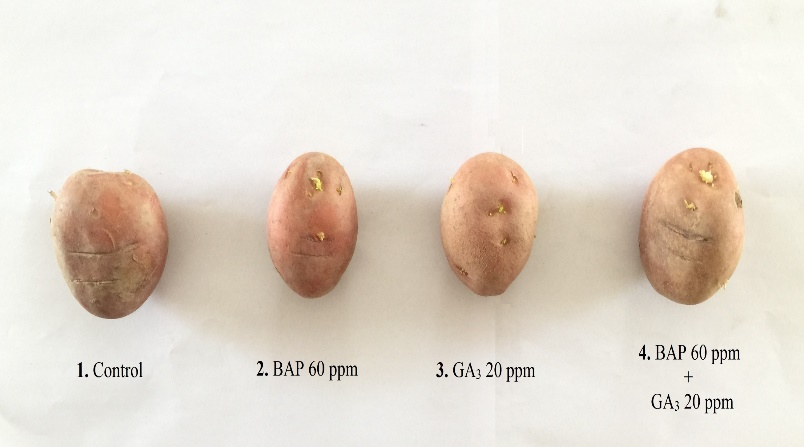 1. Control
2. BAP 60 ppm
3. GA₃ 20 ppm
4. BAP 60 ppm
+
GA₃ 20 ppm